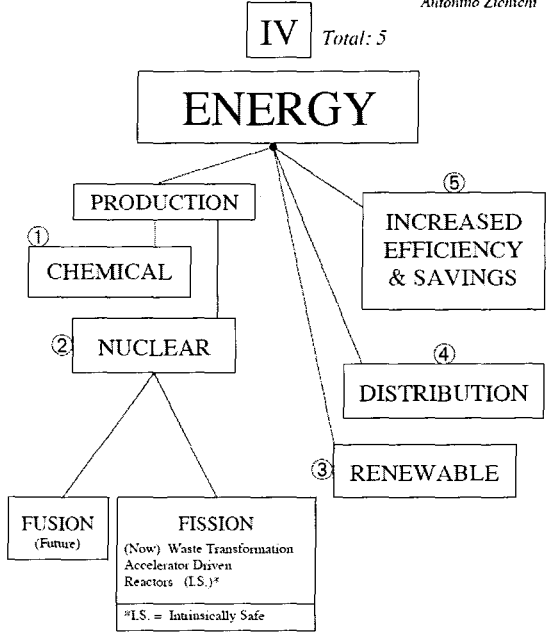 Antonino Zichichi
IV
Total: 5
ENERGY
PRODUCTION
① CHEMICAL
② NUCLEAR
FUSION
(Future)
FISSION
(Now) Waste Transformation
Accelerator Driven
Reactors (I.S.)*
*I.S. = Intrinsically Safe
③ RENEWABLE
④
DISTRIBUTION
⑤
INCREASED
EFFICIENCY
& SAVINGS